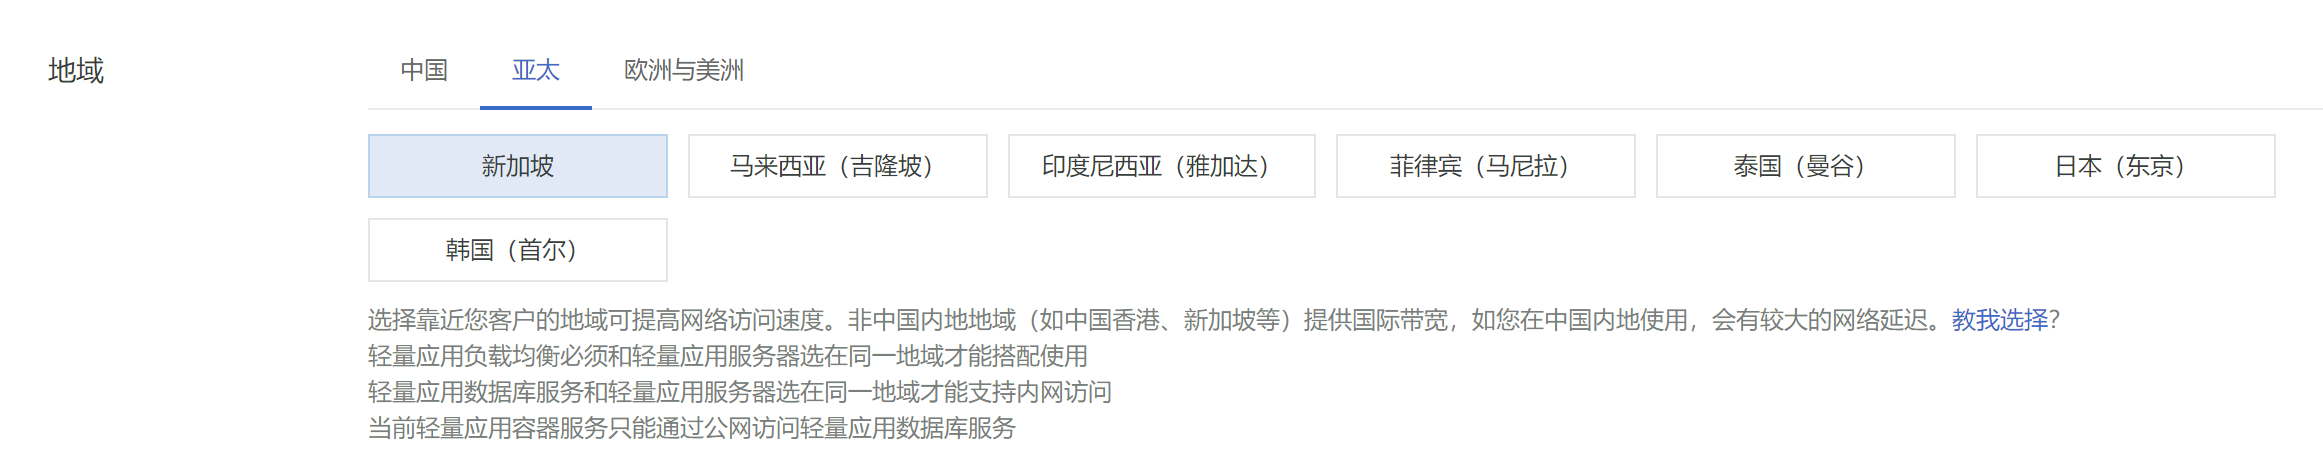 地域
中国 亚太 欧洲与美洲
新加坡 马来西亚（吉隆坡） 印度尼西亚（雅加达） 菲律宾（马尼拉） 泰国（曼谷） 日本（东京）
韩国（首尔）
选择靠近您客户的地域可提高网络访问速度。非中国内地地域（如中国香港、新加坡等）提供国际带宽，如您在中国内地使用，会有较大的网络延迟。教我选择?
轻量应用负载均衡必须和轻量应用服务器选在同一地域才能搭配使用
轻量应用数据库服务和轻量应用服务器选在同一地域才能支持内网访问
当前轻量应用容器服务只能通过公网访问轻量应用数据库服务